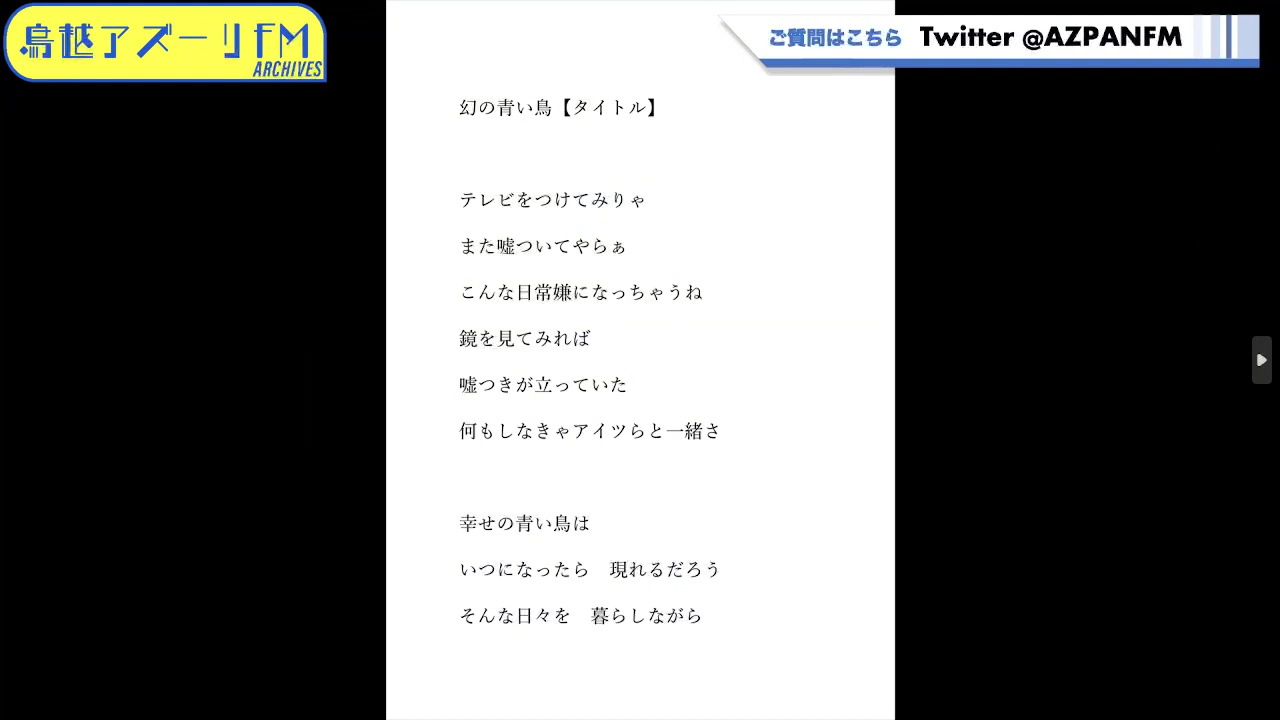 鳥越アズーリFM
ARCHIVES
ご質問はこちら Twitter @AZPANFM
幻の青い鳥【タイトル】
テレビをつけてみりゃ
また嘘ついてやらぁ
こんな日常嫌になっちゃうね
鏡を見てみれば
嘘つきが立っていた
何もしなきゃアイツらと一緒さ
幸せの青い鳥は
いつになったら　現れるだろう
そんな日々を　暮らしながら